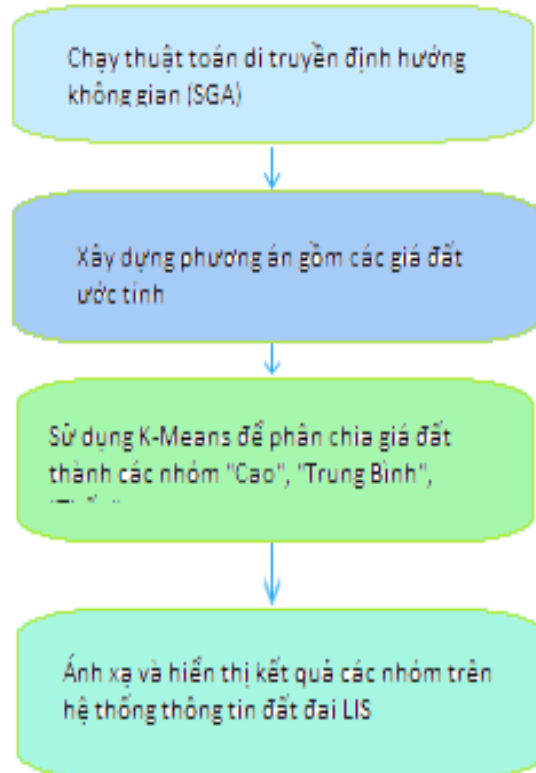 Chạy thuật toán di truyền định hướng
không gian (SGA)
Xây dựng phương án gồm các giá đất
ước tính
Sử dụng K-Means để phân chia giá đất
thành các nhóm "Cao", "Trung Bình",
Ánh xạ và hiển thị kết quả các nhóm trên
hệ thống thông tin đất đai LIS